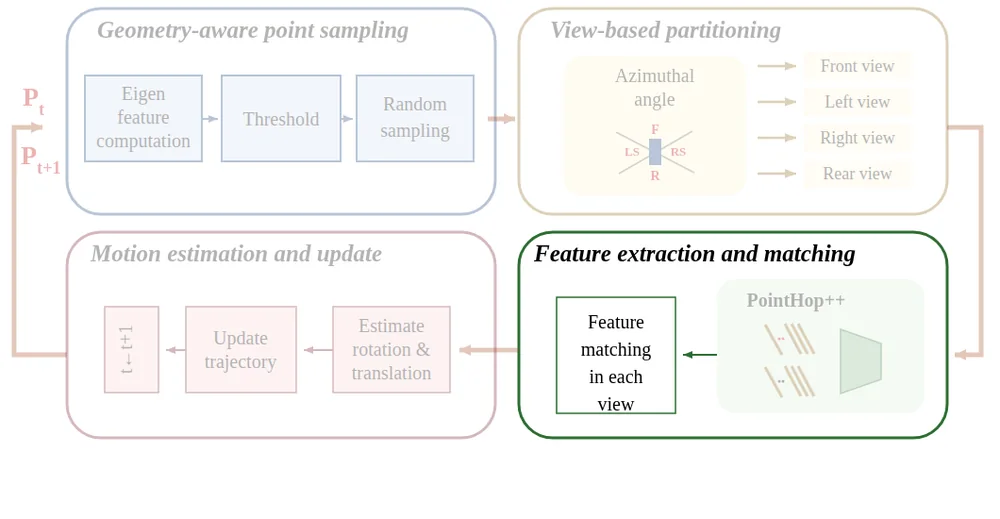 Geometry-aware point sampling
View-based partitioning
P_t
P_t+1
Eigen
feature
computation
Threshold
Random
sampling
Azimuthal
angle
F
LS
RS
R
Front view
Left view
Right view
Rear view
Motion estimation and update
Feature extraction and matching
t←t+1
Update
trajectory
Estimate
rotation &
translation
Feature
matching
in each
view
PointHop++